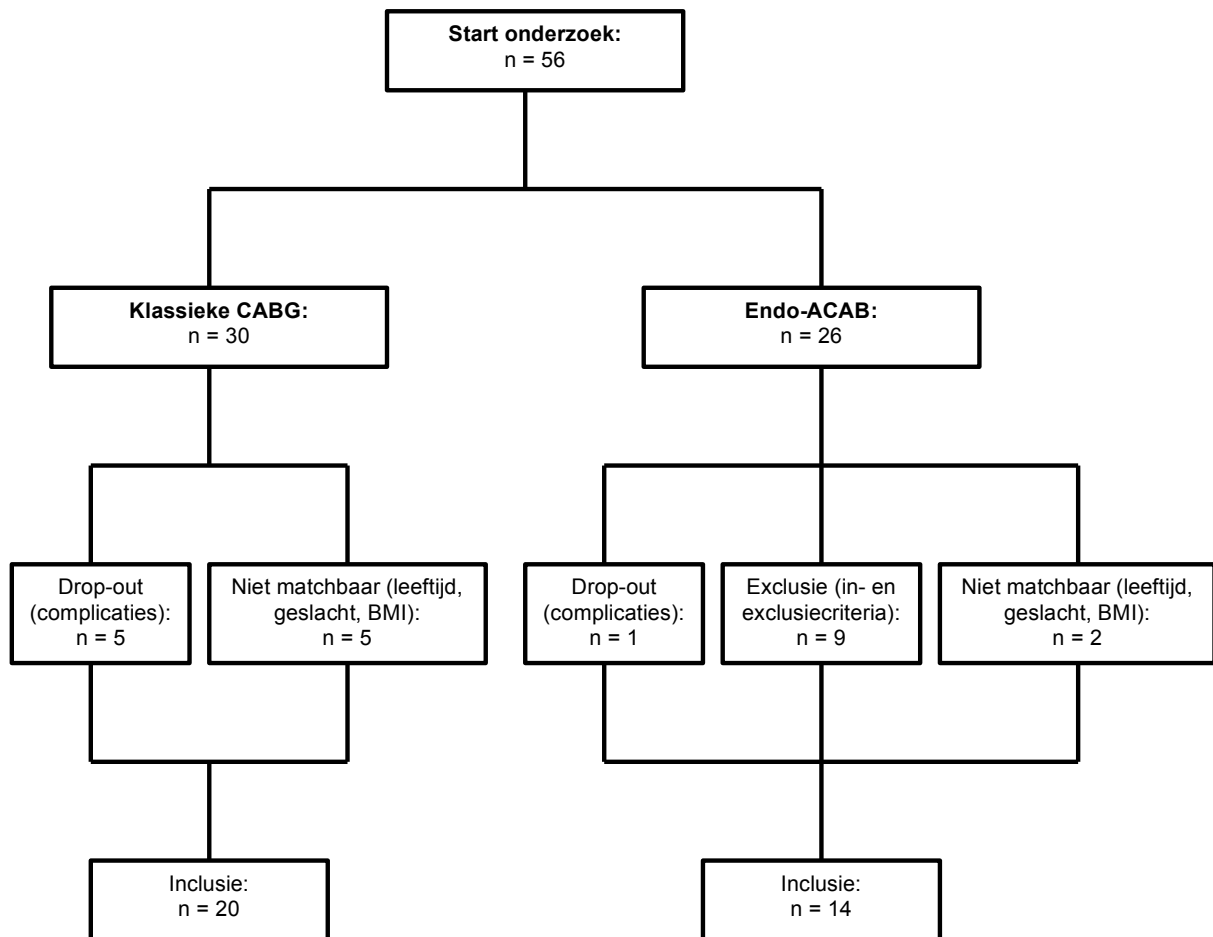 Start onderzoek:
n = 56
Klassieke CABG:
n = 30
Endo-ACAB:
n = 26
Drop-out
(complicaties):
n = 5
Niet matchbaar (leeftijd,
geslacht, BMI):
n = 5
Drop-out
(complicaties):
n = 1
Exclusie (in- en
exclusiecriteria):
n = 9
Niet matchbaar (leeftijd,
geslacht, BMI):
n = 2
Inclusie:
n = 20
Inclusie:
n = 14